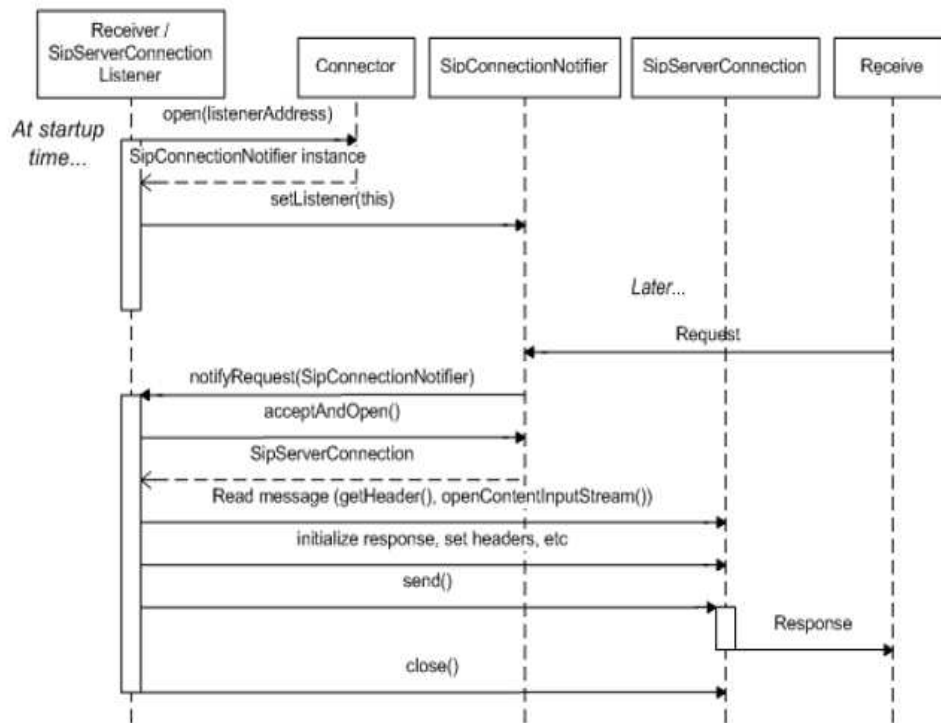 Receiver /
SipServerConnection
Listener
Connector
SipConnectionNotifier
SipServerConnection
Receive
At startup
time...
open(listenerAddress)
SipConnectionNotifier instance
setListener(this)
Later...
Request
notifyRequest(SipConnectionNotifier)
acceptAndOpen()
SipServerConnection
Read message (getHeader(), openContentInputStream())
initialize response, set headers, etc
send()
Response
close()